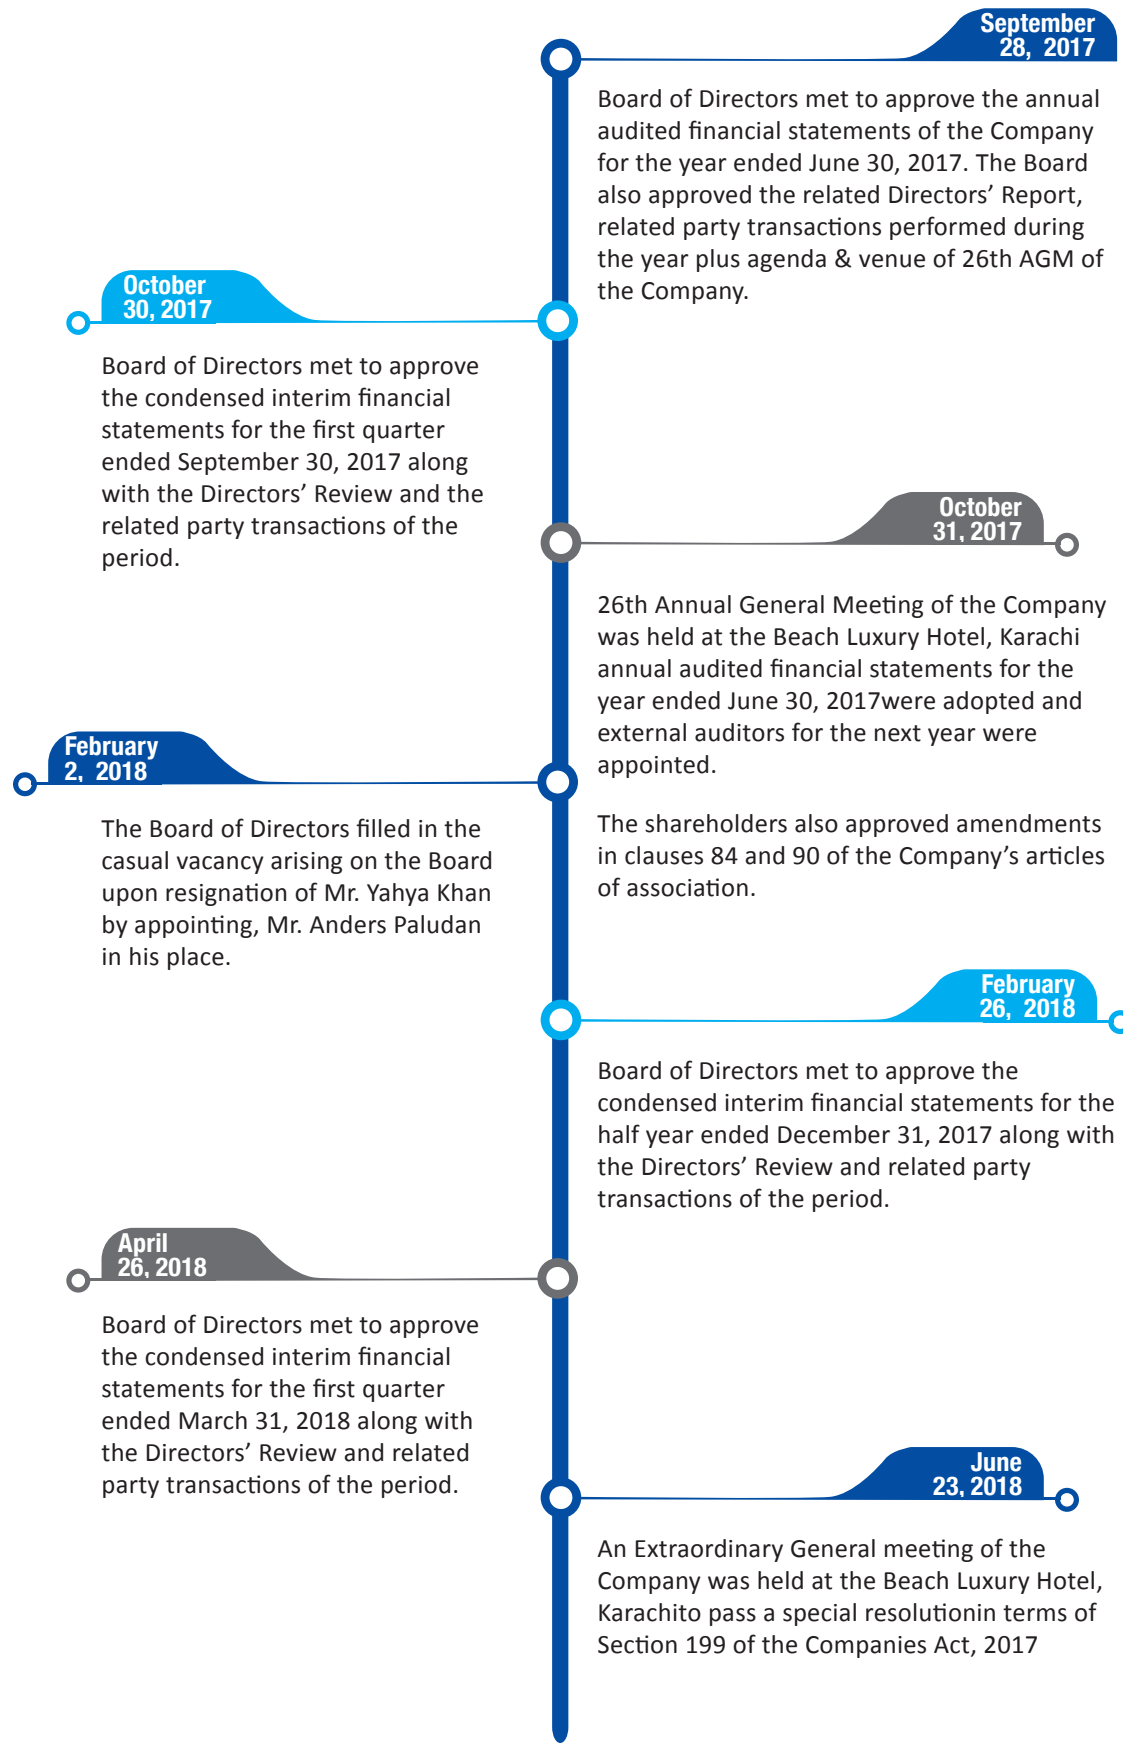 September
28, 2017
Board of Directors met to approve the annual
audited financial statements of the Company
for the year ended June 30, 2017. The Board
also approved the related Directors’ Report,
related party transactions performed during
the year plus agenda & venue of 26th AGM of
the Company.
October
30, 2017
Board of Directors met to approve
the condensed interim financial
statements for the first quarter
ended September 30, 2017 along
with the Directors’ Review and the
related party transactions of the
period.
October
31, 2017
26th Annual General Meeting of the Company
was held at the Beach Luxury Hotel, Karachi
annual audited financial statements for the
year ended June 30, 2017were adopted and
external auditors for the next year were
appointed.
The shareholders also approved amendments
in clauses 84 and 90 of the Company’s articles
of association.
February
2, 2018
The Board of Directors filled in the
casual vacancy arising on the Board
upon resignation of Mr. Yahya Khan
by appointing, Mr. Anders Paludan
in his place.
February
26, 2018
Board of Directors met to approve the
condensed interim financial statements for the
half year ended December 31, 2017 along with
the Directors’ Review and related party
transactions of the period.
April
26, 2018
Board of Directors met to approve
the condensed interim financial
statements for the first quarter
ended March 31, 2018 along with
the Directors’ Review and related
party transactions of the period.
June
23, 2018
An Extraordinary General meeting of the
Company was held at the Beach Luxury Hotel,
Karachito pass a special resolutionin terms of
Section 199 of the Companies Act, 2017